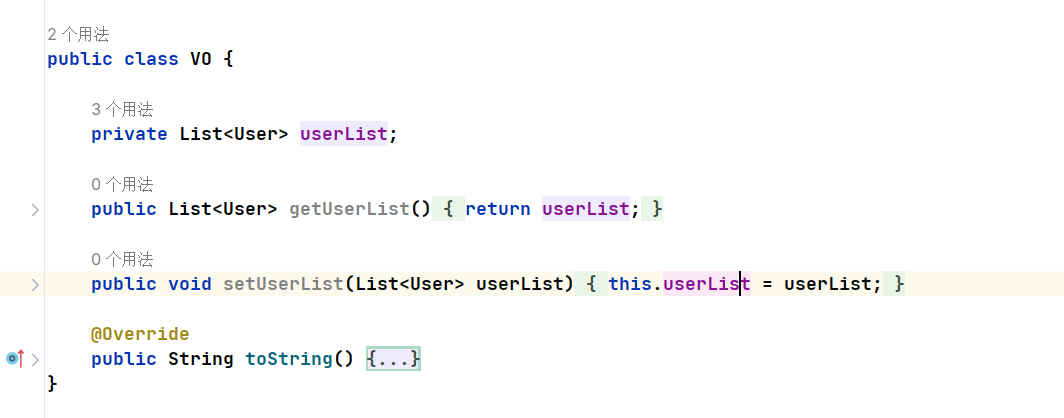 2 个用法
public class VO {
3 个用法
private List<User> userList;
0 个用法
public List<User> getUserList() { return userList; }
0 个用法
public void setUserList(List<User> userList) { this.userList = userList; }
@Override
public String toString() {...}
}